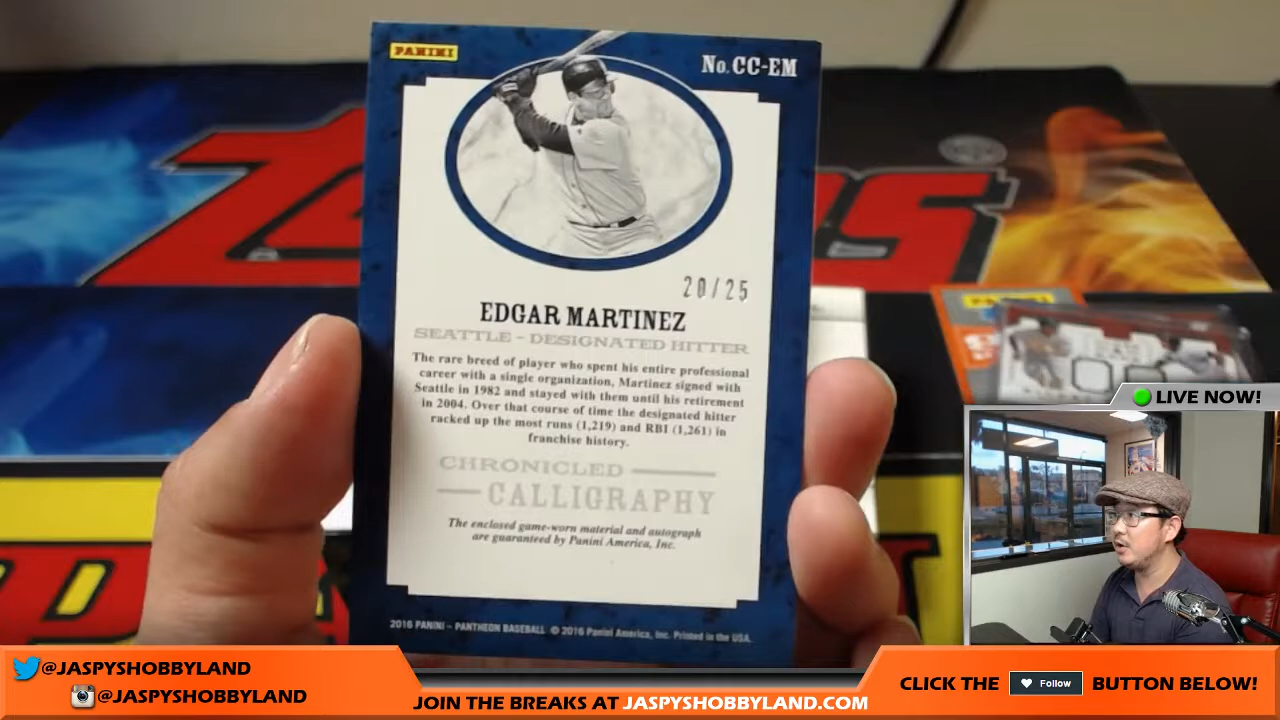 PANINI
No. CC-EM
20/25
EDGAR MARTINEZ
SEATTLE - DESIGNATED HITTER
The rare breed of player who spent his entire professional
career with a single organization, Martinez signed with
Seattle in 1982 and stayed with them until his retirement
in 2004. Over that course of time the designated hitter
racked up the most runs (1,219) and RBI (1,261) in
franchise history.
CHRONICLED
CALLIGRAPHY
The enclosed game-worn material and autograph
are guaranteed by Panini America, Inc.
2016 PANINI – PANTHEON BASEBALL © 2016 Panini America, Inc. Printed in the USA.
PANINI
LIVE NOW!
@JASPYSHOBBYLAND
@JASPYSHOBBYLAND
JOIN THE BREAKS AT JASPYSHOBBYLAND.COM
CLICK THE Follow BUTTON BELOW!